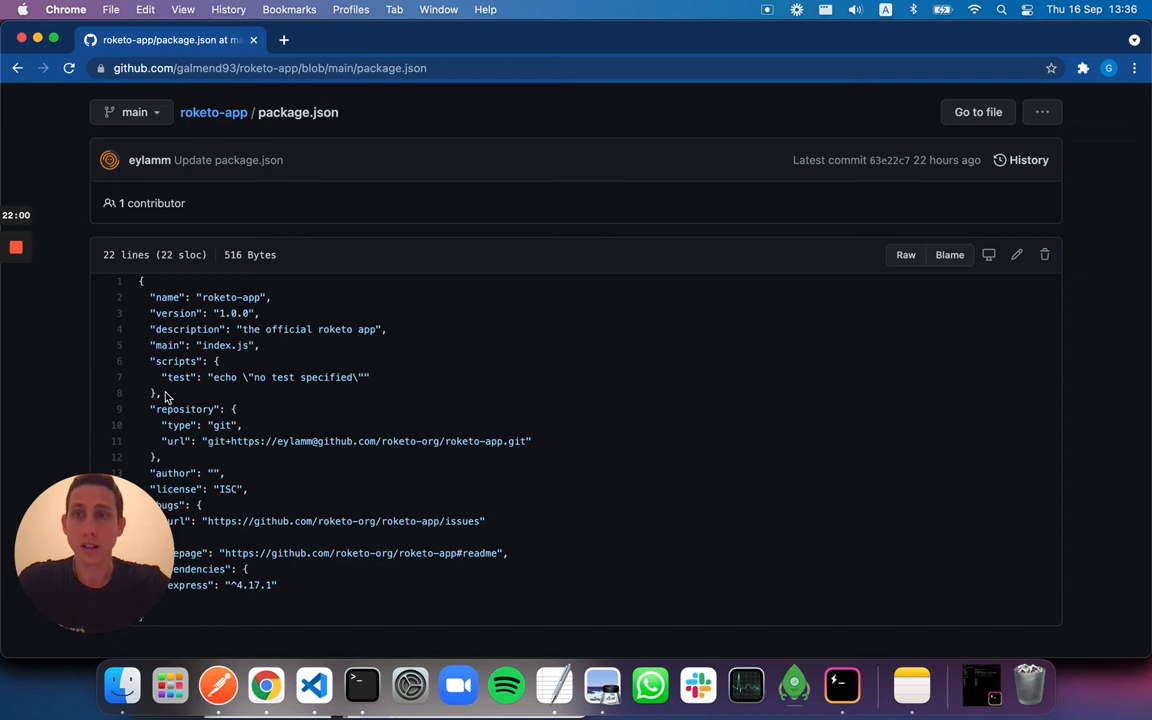 Chrome File Edit View History Bookmarks Profiles Tab Window Help A Thu 16 Sep 13:36
roketo-app/package.json at ma
github.com/galmend93/roketo-app/blob/main/package.json G
main roketo-app / package.json Go to file
eylamm Update package.json Latest commit 63e22c7 22 hours ago History
1 contributor
22:00
22 lines (22 sloc) 516 Bytes Raw Blame
1 {
2 "name": "roketo-app",
3 "version": "1.0.0",
4 "description": "the official roketo app",
5 "main": "index.js",
6 "scripts": {
7 "test": "echo \"no test specified\""
8 },
9 "repository": {
10 "type": "git",
11 "url": "git+https://eylamm@github.com/roketo-org/roketo-app.git"
12 },
13 "author": "",
"license": "ISC",
bugs": {
url": "https://github.com/roketo-org/roketo-app/issues"
epage": "https://github.com/roketo-org/roketo-app#readme",
endencies": {
express": "^4.17.1"
}